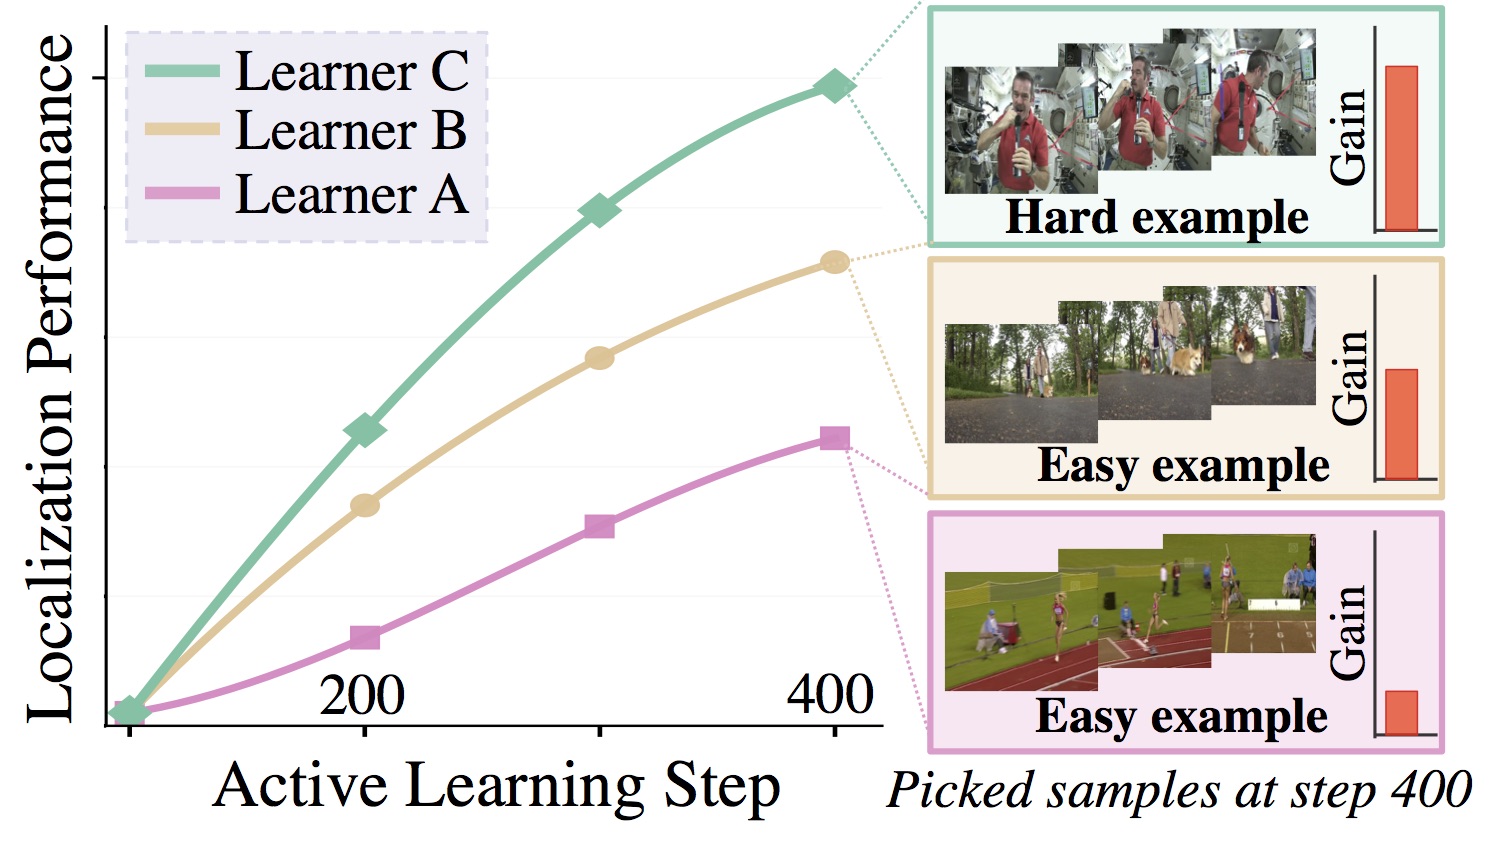 Localization Performance
Learner C
Learner B
Learner A
200
400
Active Learning Step
Gain
Hard example
Gain
Easy example
Gain
Easy example
Picked samples at step 400